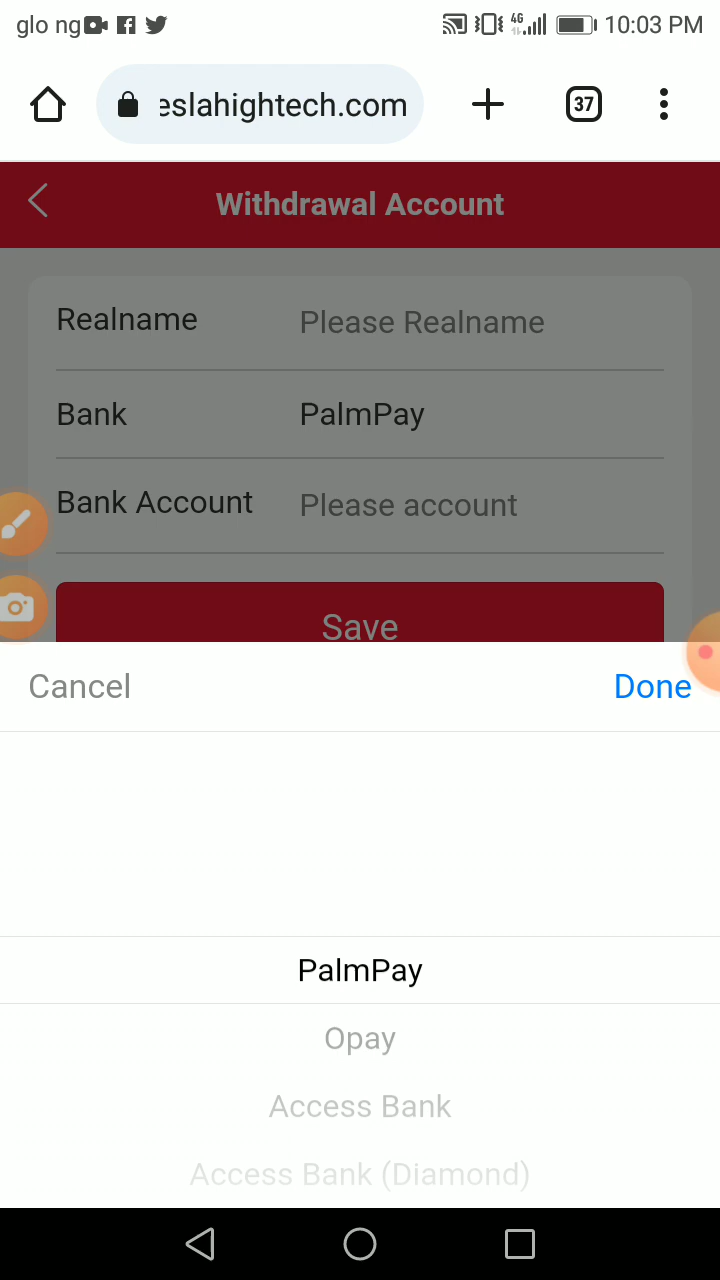 glo ng 4G 10:03 PM
eslahightech.com 37
Withdrawal Account
Realname Please Realname
Bank PalmPay
Bank Account Please account
Save
Cancel Done
PalmPay
Opay
Access Bank
Access Bank (Diamond)